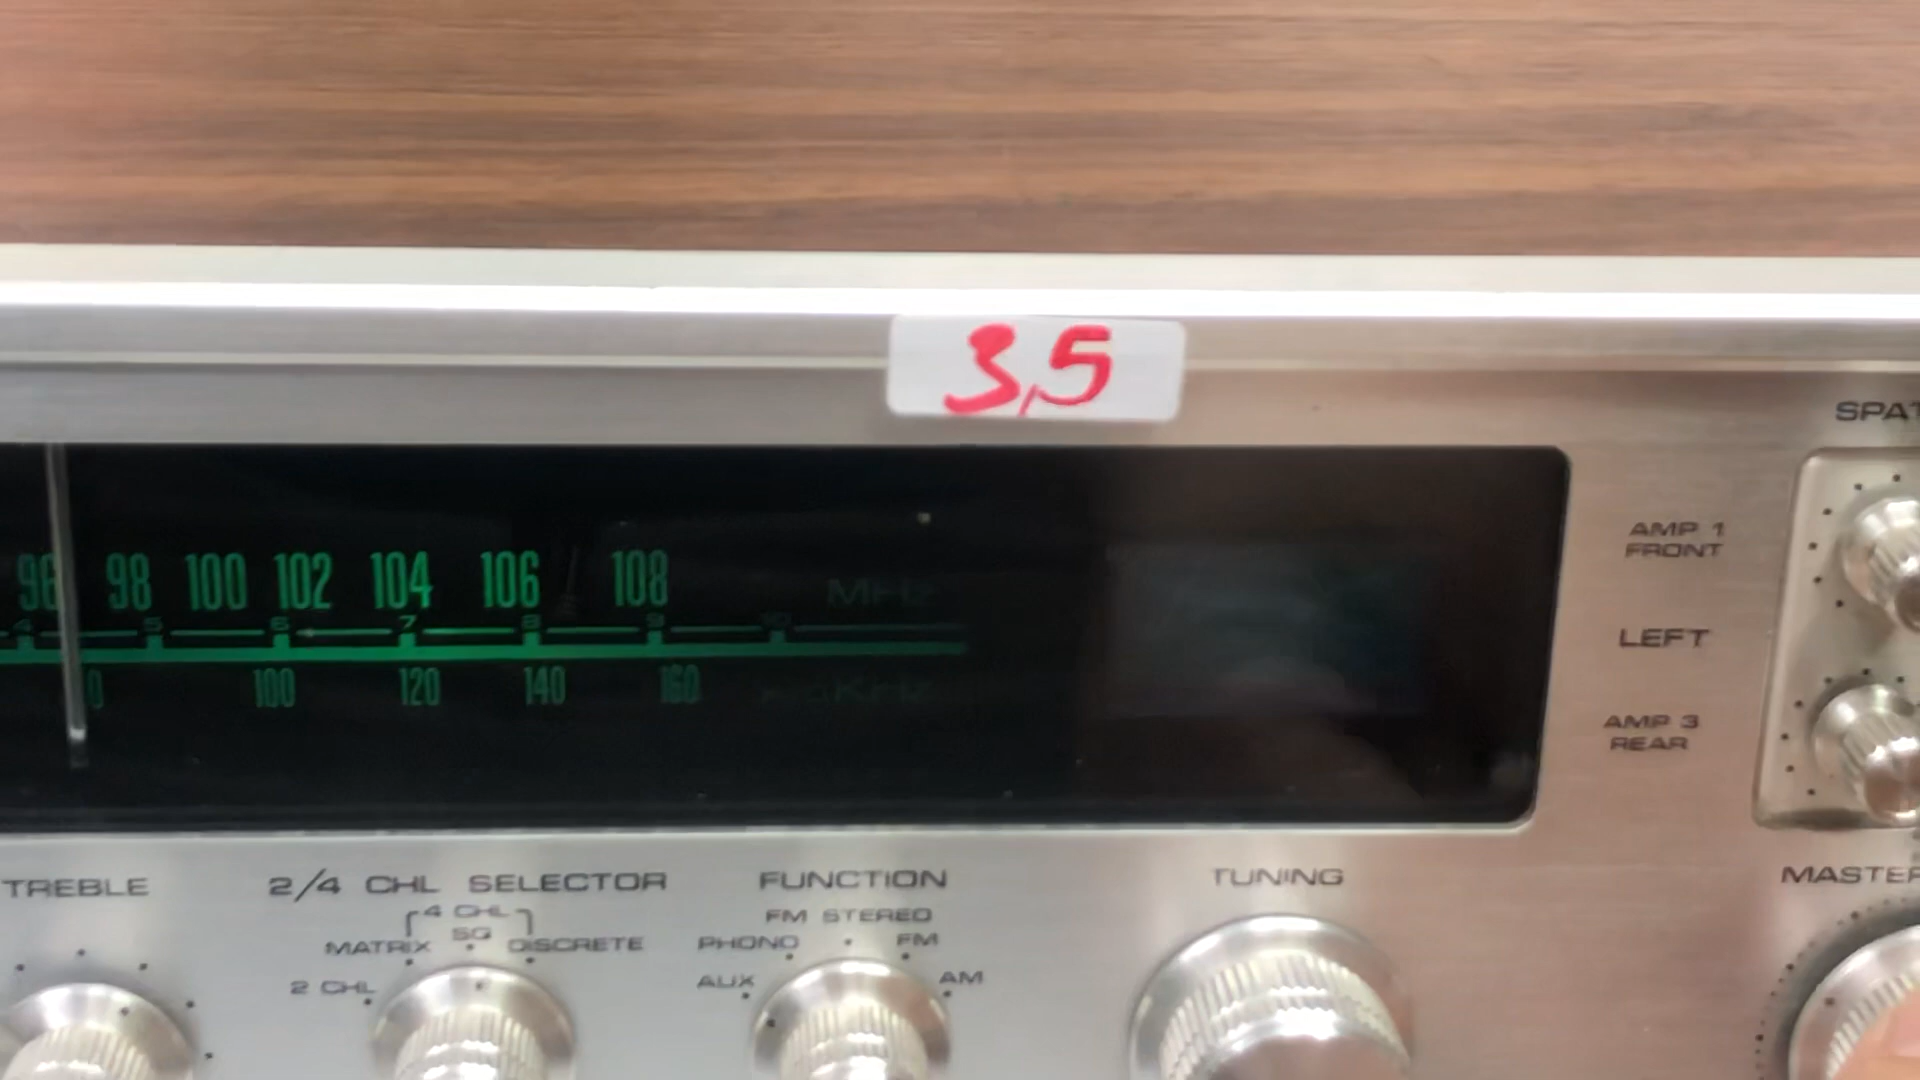 3,5
SPAT
AMP 1
FRONT
96 98 100 102 104 106 108 MHz
4 5 6 7 8 9 10
100 120 140 160 KHz
LEFT
AMP 3
REAR
TREBLE 2/4 CHL SELECTOR FUNCTION TUNING MASTER
4 CHL
SQ
MATRIX DISCRETE
2 CHL
FM STEREO
PHONO FM
AUX AM